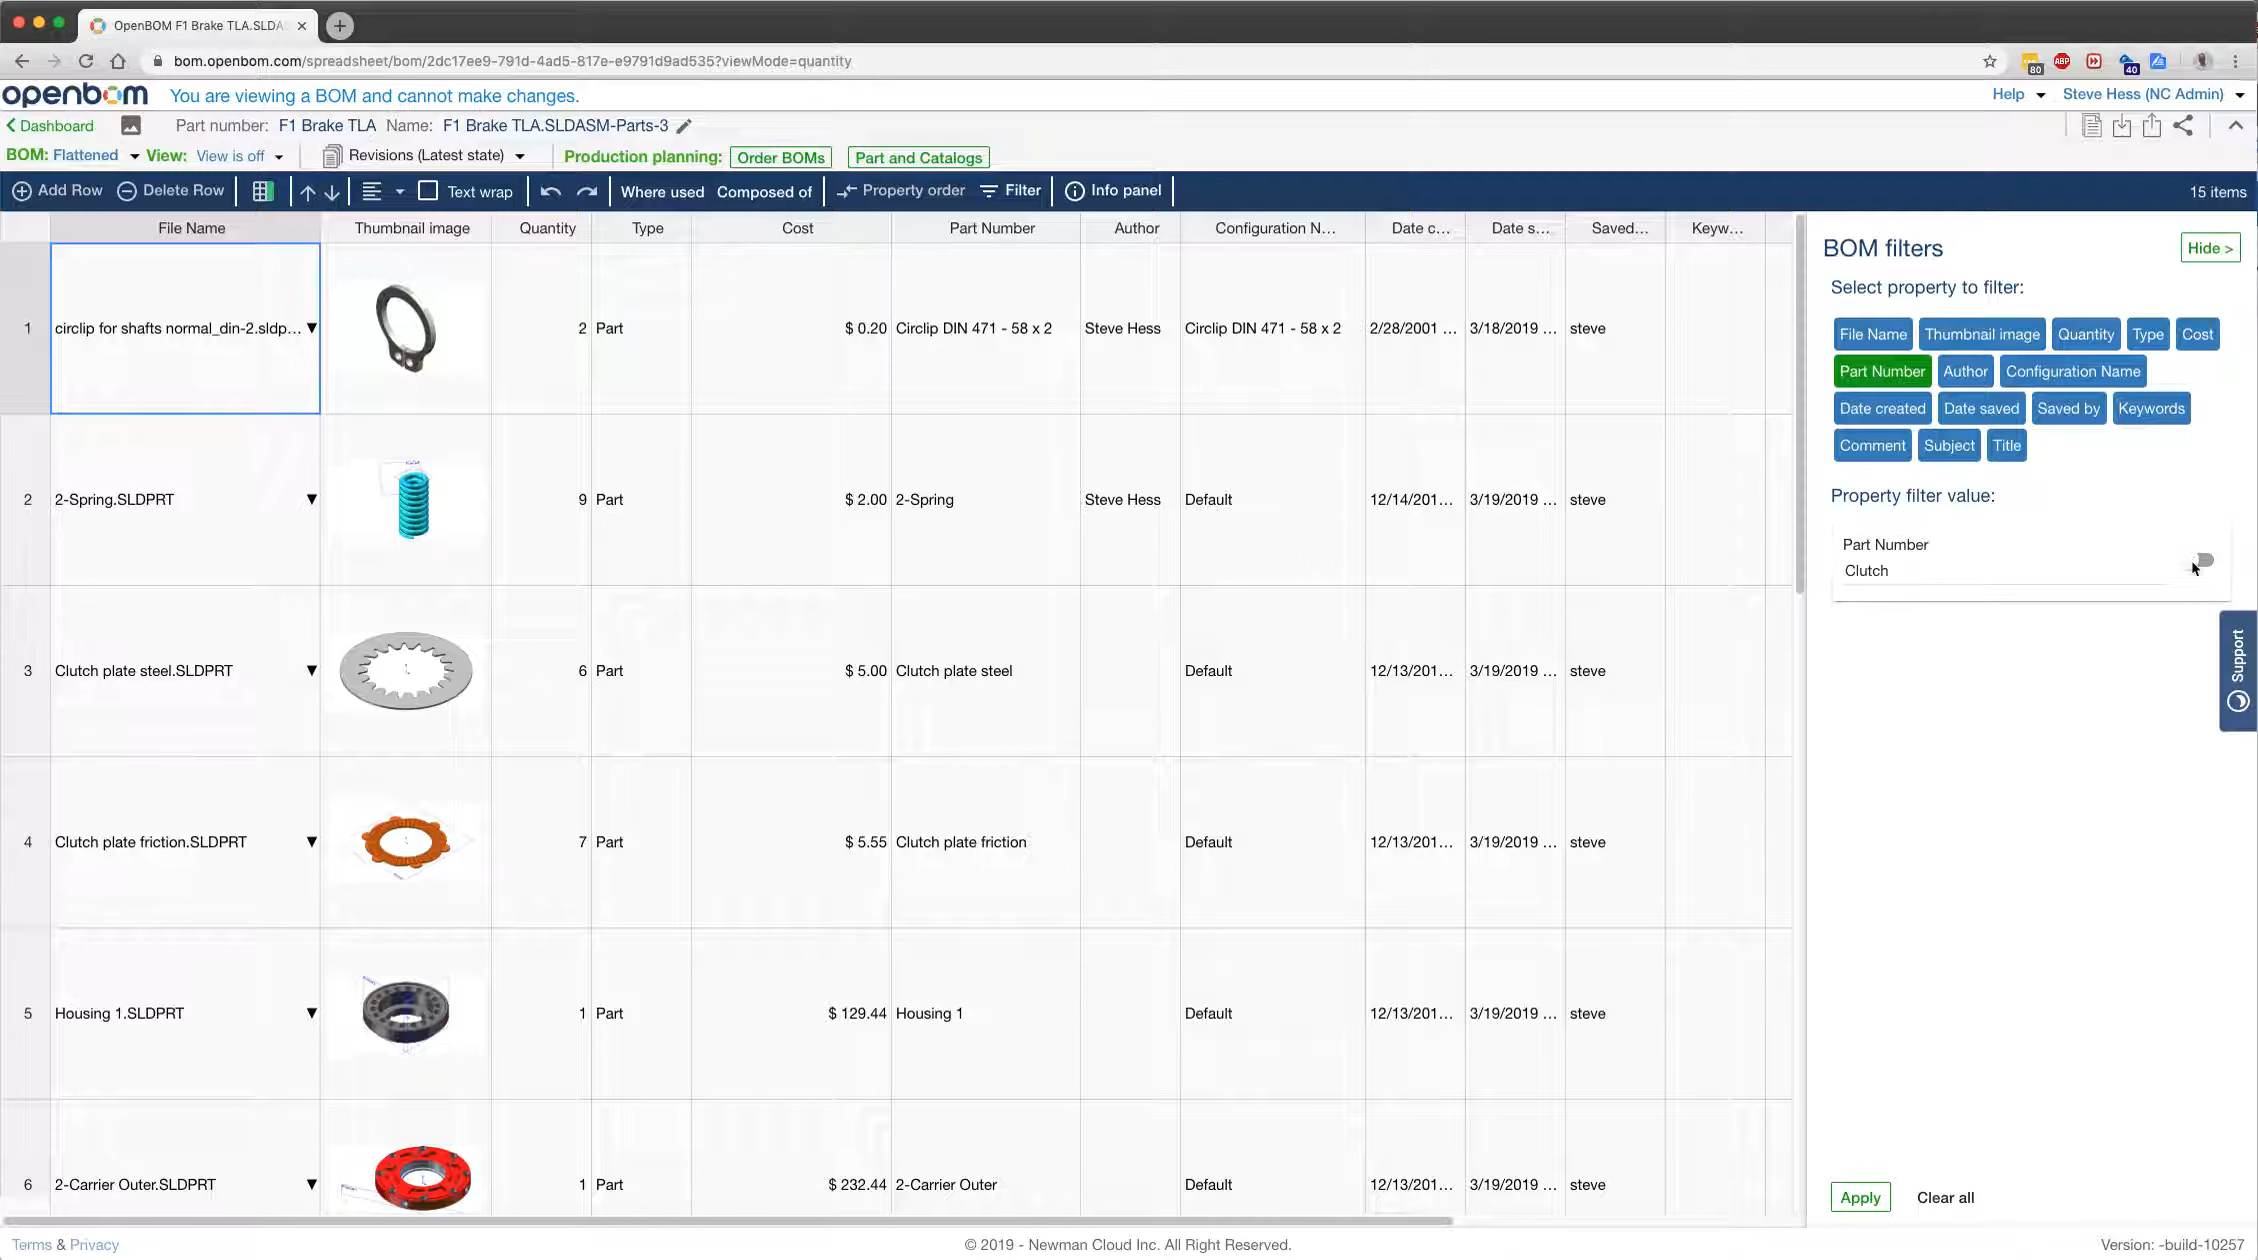 OpenBOM F1 Brake TLA.SLDA
bom.openbom.com/spreadsheet/bom/2dc17ee9-791d-4ad5-817e-e9791d9ad535?viewMode=quantity
80 ABP 40
openbom You are viewing a BOM and cannot make changes. Help Steve Hess (NC Admin)
Dashboard Part number: F1 Brake TLA Name: F1 Brake TLA.SLDASM-Parts-3
BOM: Flattened View: View is off Revisions (Latest state) Production planning: Order BOMs Part and Catalogs
Add Row Delete Row Text wrap Where used Composed of Property order Filter Info panel 15 items
File Name Thumbnail image Quantity Type Cost Part Number Author Configuration N... Date c... Date s... Saved... Keyw...
1 circlip for shafts normal_din-2.sldp... 2 Part $ 0.20 Circlip DIN 471 - 58 x 2 Steve Hess Circlip DIN 471 - 58 x 2 2/28/2001 ... 3/18/2019 ... steve
2 2-Spring.SLDPRT 9 Part $ 2.00 2-Spring Steve Hess Default 12/14/201... 3/19/2019 ... steve
3 Clutch plate steel.SLDPRT 6 Part $ 5.00 Clutch plate steel Default 12/13/201... 3/19/2019 ... steve
4 Clutch plate friction.SLDPRT 7 Part $ 5.55 Clutch plate friction Default 12/13/201... 3/19/2019 ... steve
5 Housing 1.SLDPRT 1 Part $ 129.44 Housing 1 Default 12/13/201... 3/19/2019 ... steve
6 2-Carrier Outer.SLDPRT 1 Part $ 232.44 2-Carrier Outer Default 12/13/201... 3/19/2019 ... steve
BOM filters Hide >
Select property to filter:
File Name Thumbnail image Quantity Type Cost
Part Number Author Configuration Name
Date created Date saved Saved by Keywords
Comment Subject Title
Property filter value:
Part Number
Clutch
Support
Apply Clear all
Terms & Privacy © 2019 - Newman Cloud Inc. All Right Reserved. Version: -build-10257